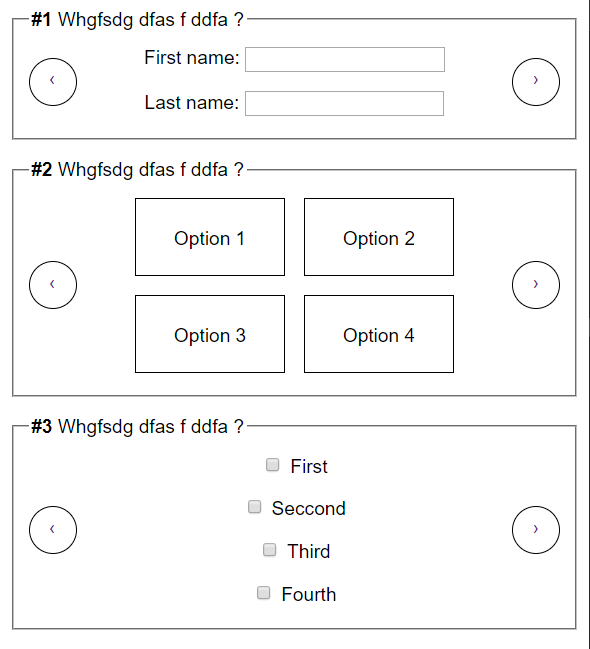 #1 Whgfsdg dfas f ddfa ?
First name:
‹ ›
Last name:
#2 Whgfsdg dfas f ddfa ?
Option 1 Option 2
‹ ›
Option 3 Option 4
#3 Whgfsdg dfas f ddfa ?
First
Seccond
‹ ›
Third
Fourth